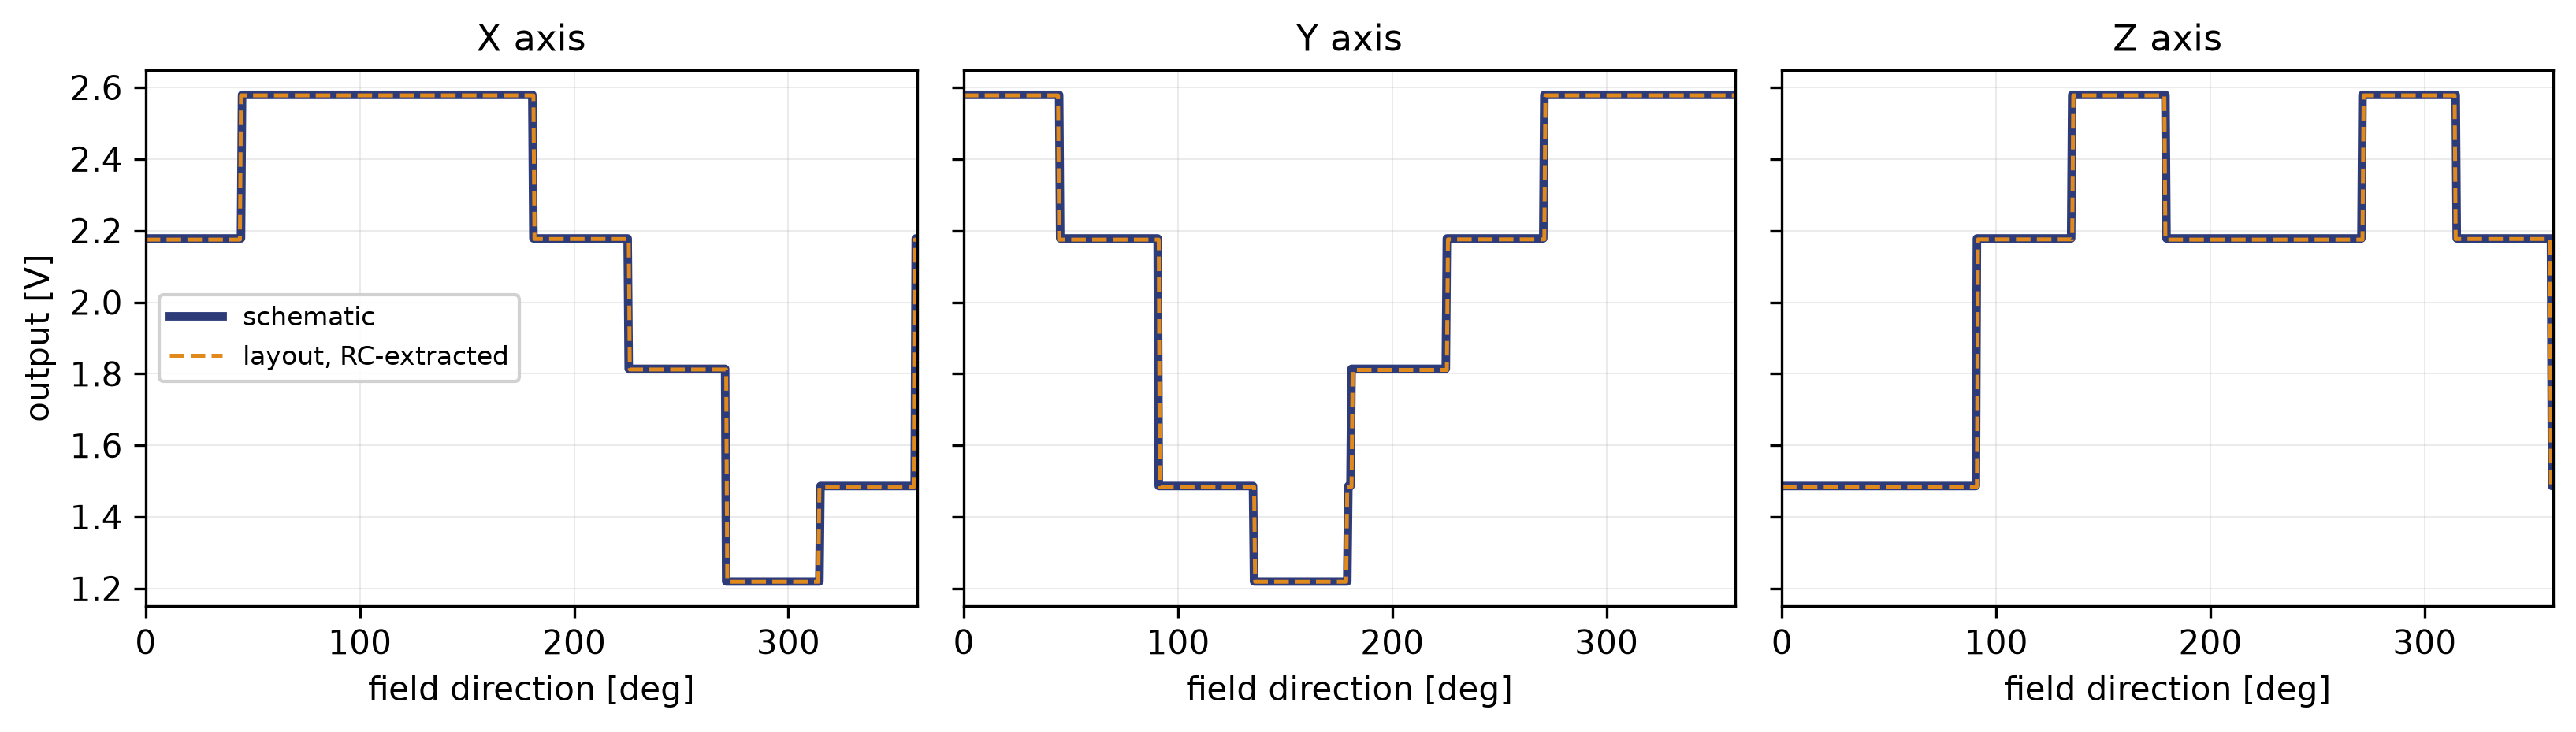 X axis
Y axis
Z axis
output [V]
2.6
2.4
2.2
2.0
1.8
1.6
1.4
1.2
schematic
layout, RC-extracted
0 100 200 300
0 100 200 300
0 100 200 300
field direction [deg]
field direction [deg]
field direction [deg]